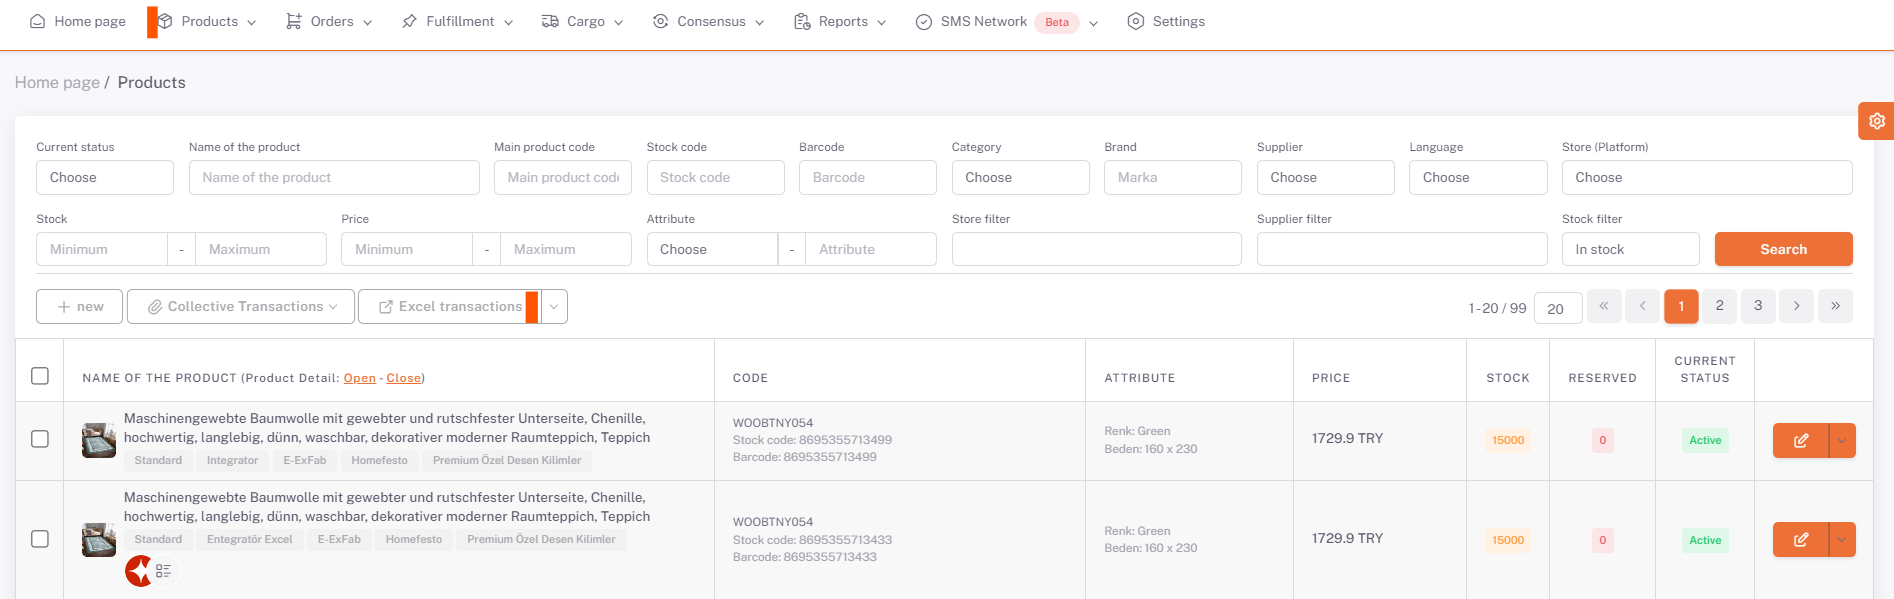 Home page Products Orders Fulfillment Cargo Consensus Reports SMS Network Beta Settings
Home page / Products
Current status Name of the product Main product code Stock code Barcode Category Brand Supplier Language Store (Platform)
Choose Name of the product Main product code Stock code Barcode Choose Marka Choose Choose Choose
Stock Price Attribute Store filter Supplier filter Stock filter
Minimum - Maximum Minimum - Maximum Choose - Attribute In stock Search
+ new Collective Transactions Excel transactions 1-20 / 99 20 « ‹ 1 2 3 › »
NAME OF THE PRODUCT (Product Detail: Open - Close) CODE ATTRIBUTE PRICE STOCK RESERVED CURRENT STATUS
Maschinengewebte Baumwolle mit gewebter und rutschfester Unterseite, Chenille,
hochwertig, langlebig, dünn, waschbar, dekorativer moderner Raumteppich, Teppich
Standard Integrator E-ExFab Homefesto Premium Özel Desen Kilimler
WOOBTNY054
Stock code: 8695355713499
Barcode: 8695355713499
Renk: Green
Beden: 160 x 230
1729.9 TRY
15000
0
Active
Maschinengewebte Baumwolle mit gewebter und rutschfester Unterseite, Chenille,
hochwertig, langlebig, dünn, waschbar, dekorativer moderner Raumteppich, Teppich
Standard Entegratör Excel E-ExFab Homefesto Premium Özel Desen Kilimler
WOOBTNY054
Stock code: 8695355713433
Barcode: 8695355713433
Renk: Green
Beden: 160 x 230
1729.9 TRY
15000
0
Active